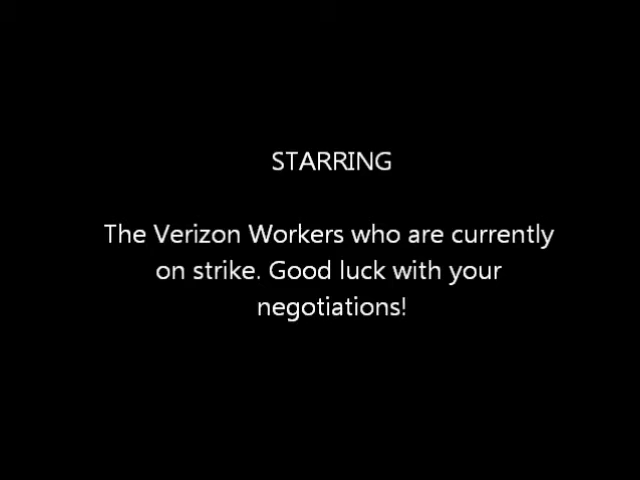 STARRING
The Verizon Workers who are currently
on strike. Good luck with your
negotiations!